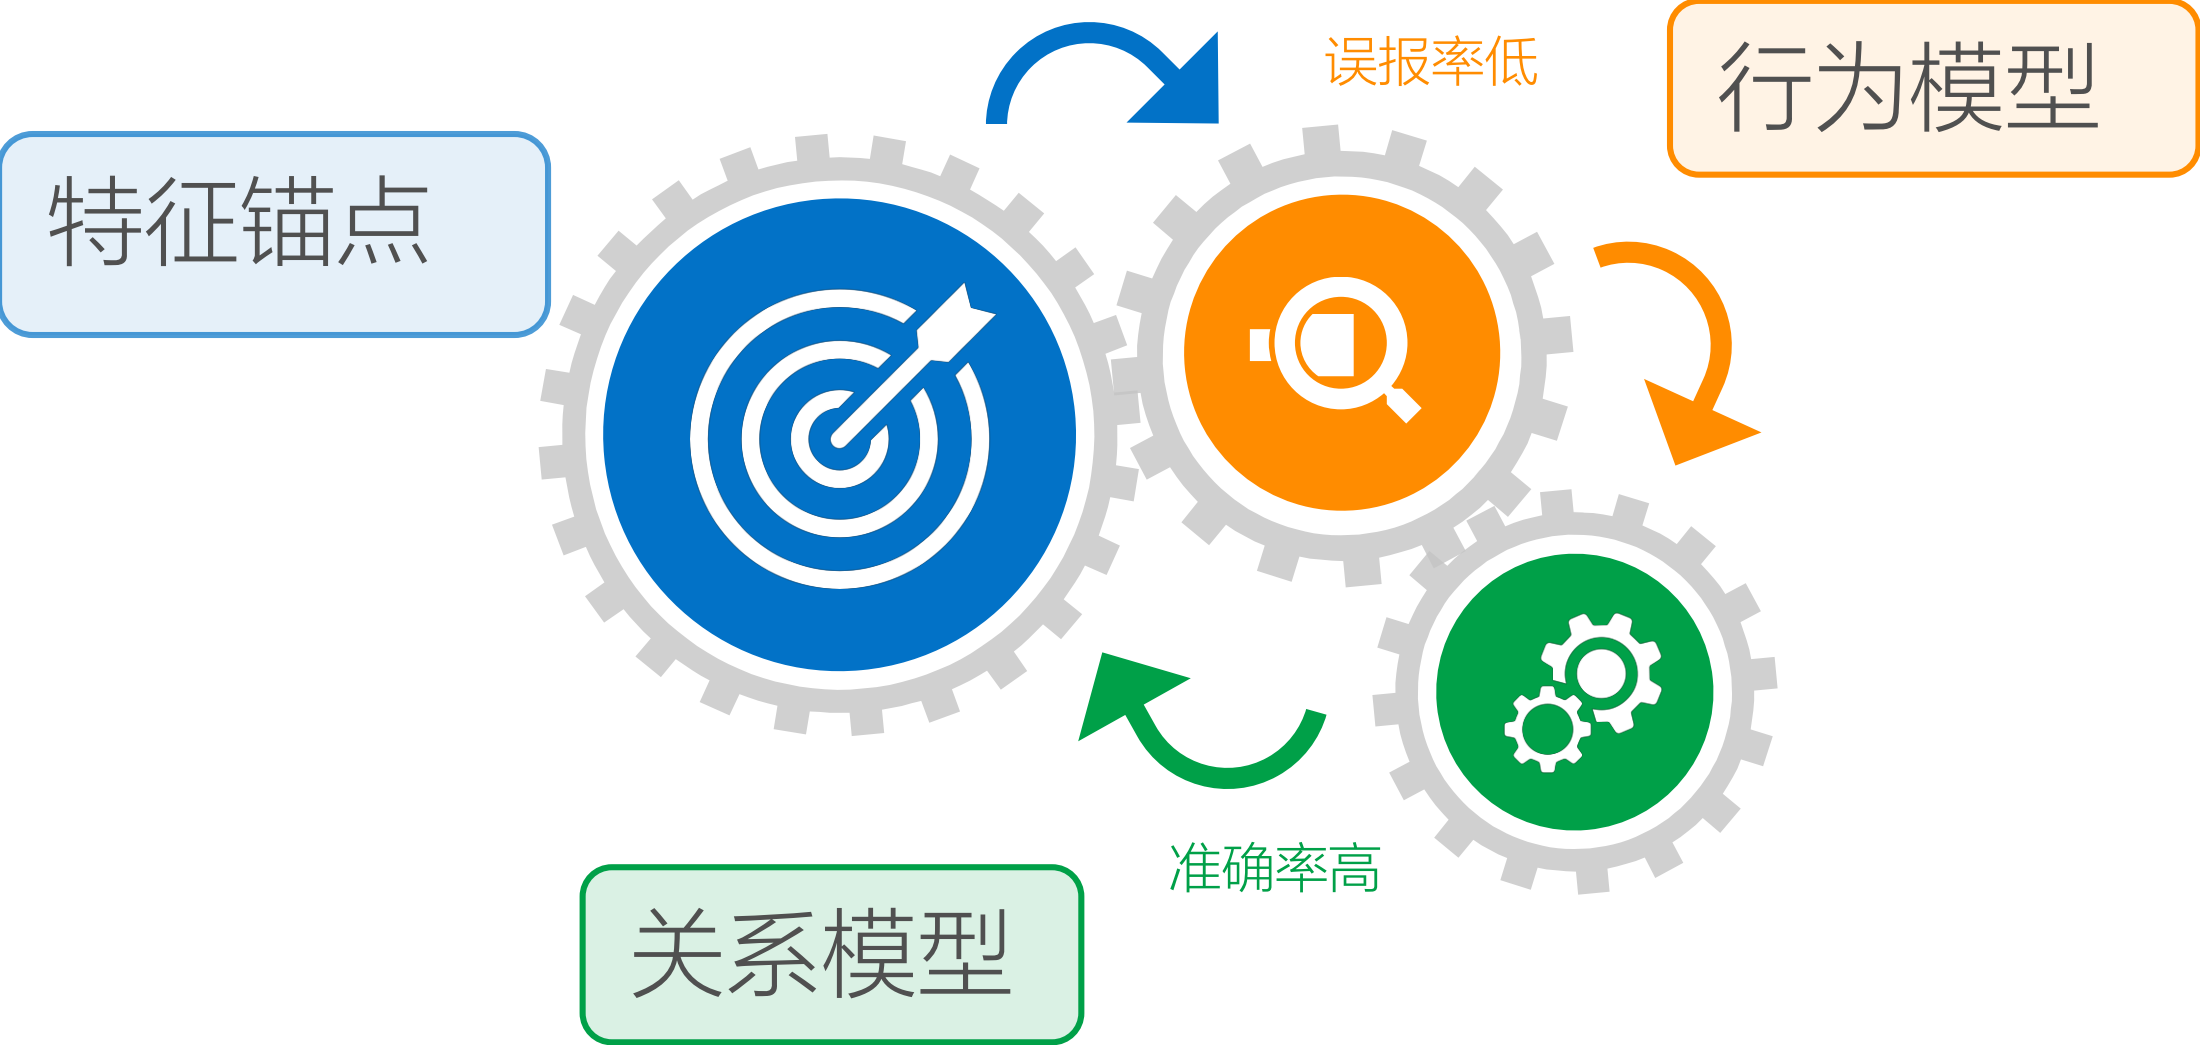 误报率低
行为模型
特征锚点
准确率高
关系模型